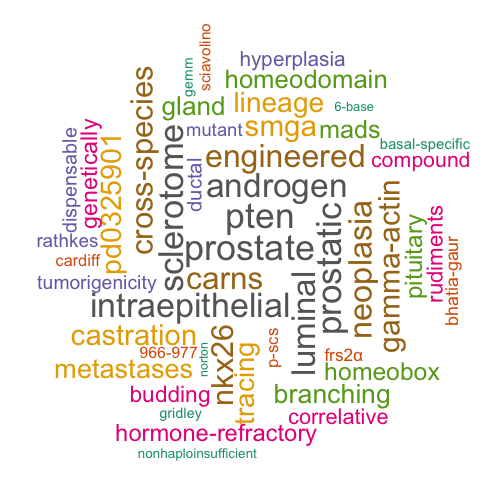 sciavolino
hyperplasia
gemm
homeodomain
cross-species
gland
lineage
6-base
mutant
smga
mads
basal-specific
dispensable
genetically
pd0325901
sclerotome
ductal
engineered
compound
androgen
pten
prostate
prostatic
neoplasia
gamma-actin
pituitary
rudiments
bhatia-gaur
rathkes
cardiff
tumorigenicity
carns
luminal
intraepithelial
castration
966-977
norton
nkx26
tracing
p-scs
frs2α
metastases
homeobox
budding
branching
gridley
correlative
hormone-refractory
nonhaploinsufficient